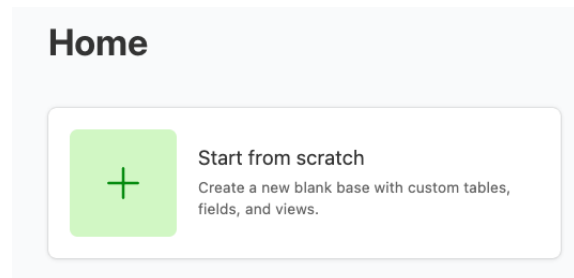 Home
Start from scratch
Create a new blank base with custom tables,
fields, and views.